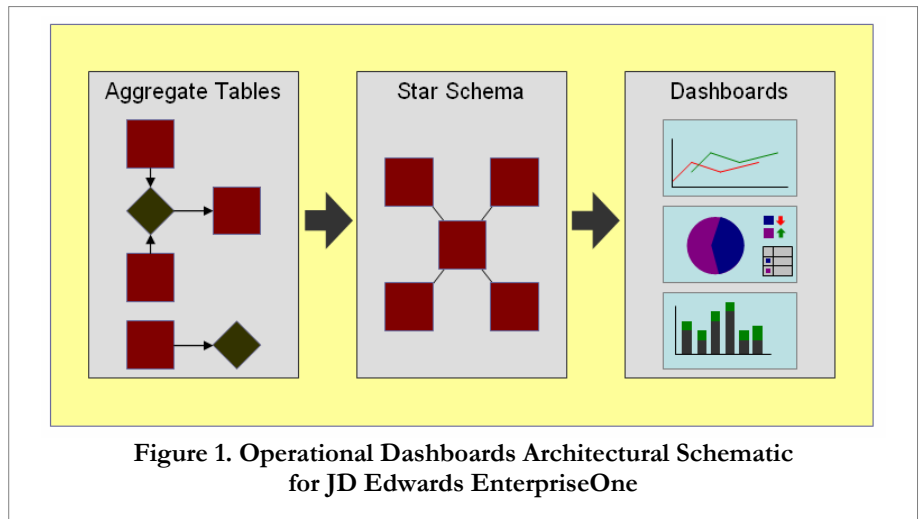 Aggregate Tables
Star Schema
Dashboards
Figure 1. Operational Dashboards Architectural Schematic
for JD Edwards EnterpriseOne